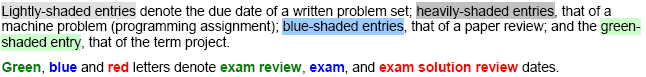 Lightly-shaded entries denote the due date of a written problem set; heavily-shaded entries, that of a
machine problem (programming assignment); blue-shaded entries, that of a paper review; and the green-
shaded entry, that of the term project.
Green, blue and red letters denote exam review, exam, and exam solution review dates.